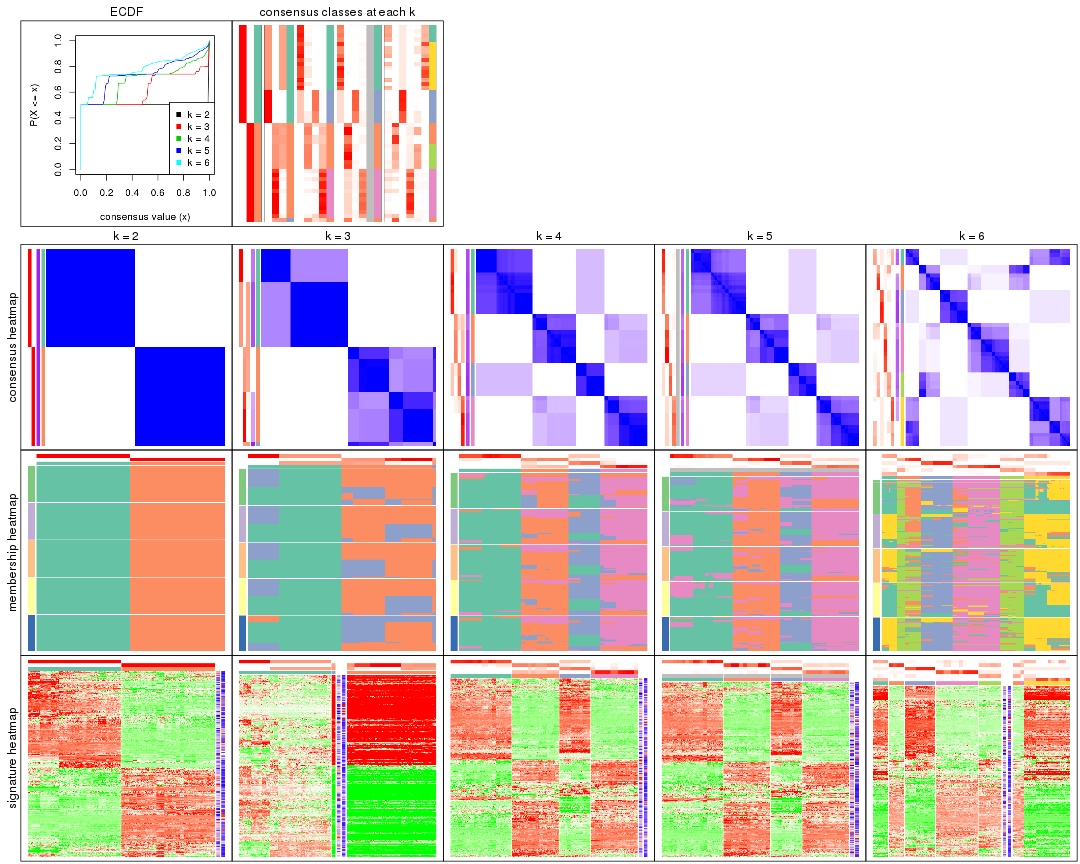 ECDF
consensus classes at each k
P(X <= x)
0.0
0.2
0.4
0.6
0.8
1.0
k = 2
k = 3
k = 4
k = 5
k = 6
0.0 0.2 0.4 0.6 0.8 1.0
consensus value (x)
k = 2
k = 3
k = 4
k = 5
k = 6
consensus heatmap
membership heatmap
signature heatmap